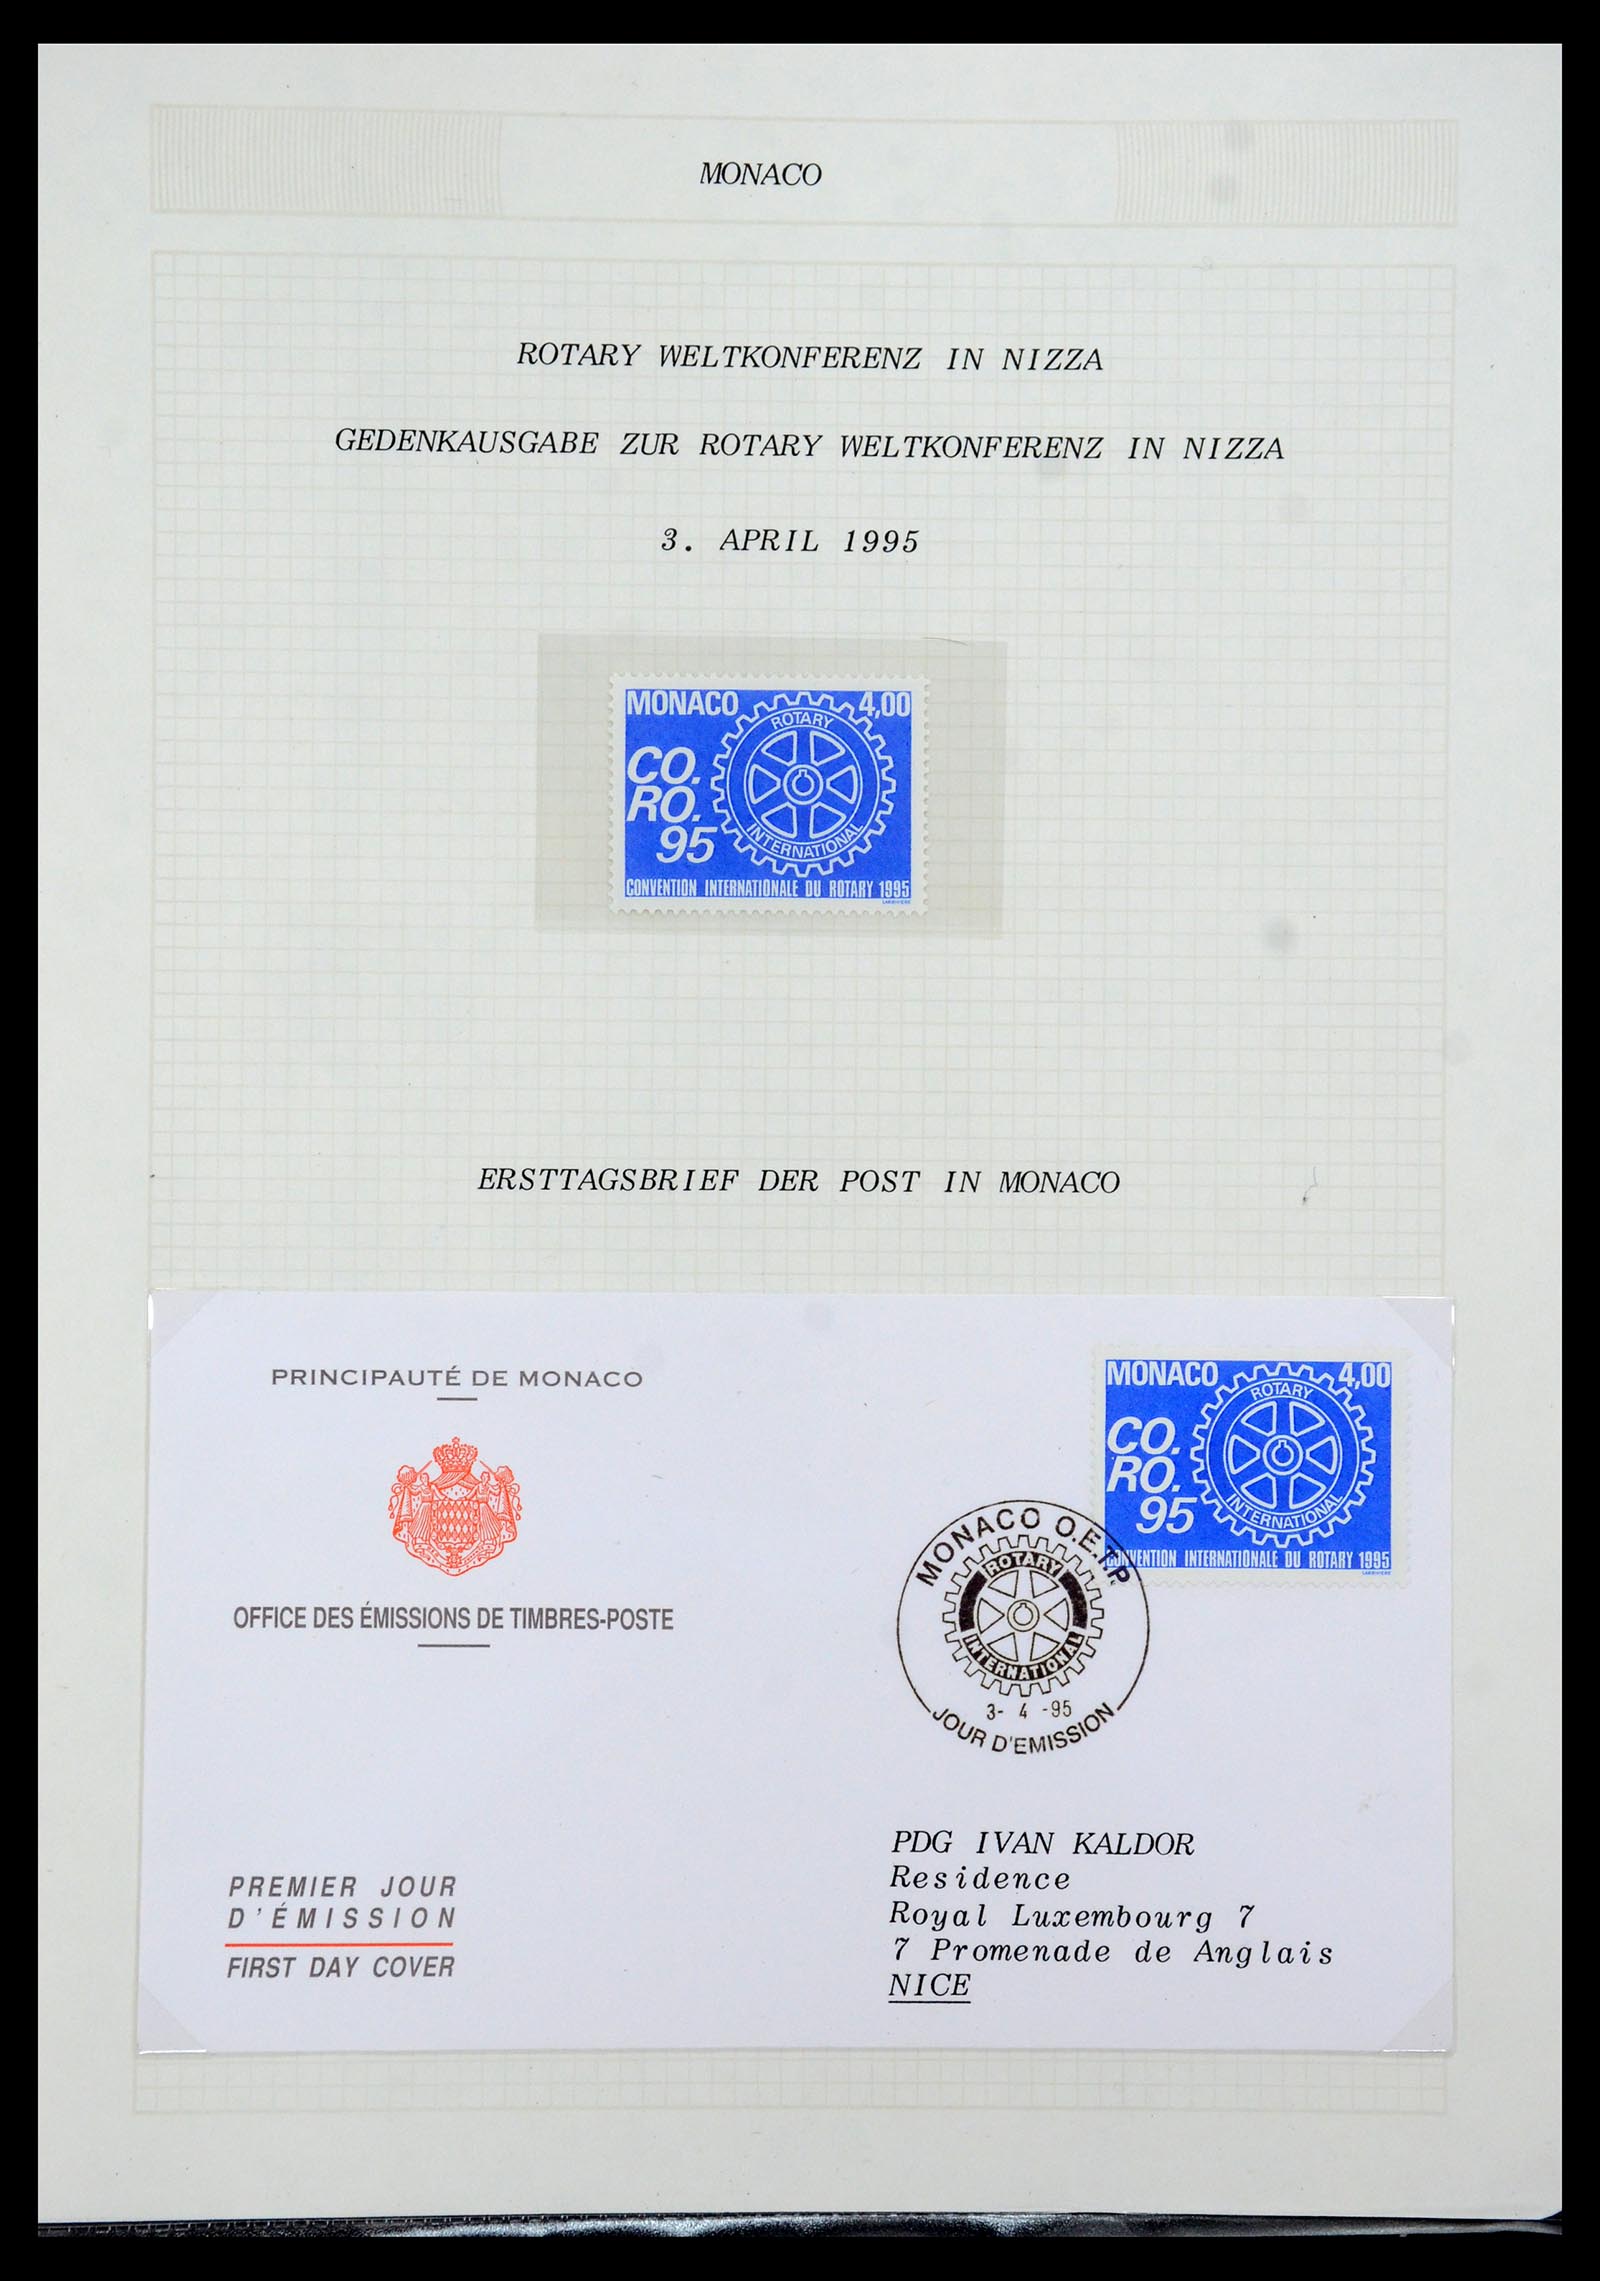 MONACO
ROTARY WELTKONFERENZ IN NIZZA
GEDENKAUSGABE ZUR ROTARY WELTKONFERENZ IN NIZZA
3. APRIL 1995
MONACO 4,00
ROTARY
INTERNATIONAL
CO.
RO.
95
CONVENTION INTERNATIONALE DU ROTARY 1995
ERSTTAGSBRIEF DER POST IN MONACO
PRINCIPAUTÉ DE MONACO
OFFICE DES ÉMISSIONS DE TIMBRES-POSTE
MONACO 4,00
ROTARY
INTERNATIONAL
CO.
RO.
95
CONVENTION INTERNATIONALE DU ROTARY 1995
MONACO O.E.T.P.
ROTARY
INTERNATIONAL
3- 4 -95
JOUR D'EMISSION
PDG IVAN KALDOR
Residence
Royal Luxembourg 7
7 Promenade de Anglais
NICE
PREMIER JOUR
D'ÉMISSION
FIRST DAY COVER